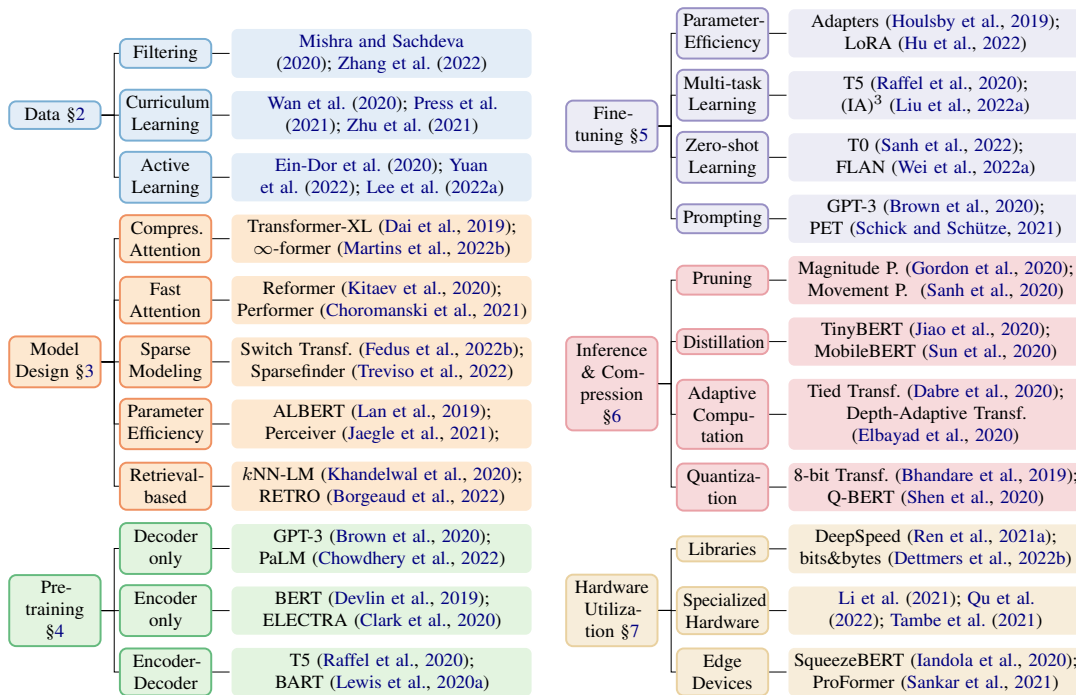 Data §2
Filtering
Mishra and Sachdeva
(2020); Zhang et al. (2022)
Curriculum
Learning
Wan et al. (2020); Press et al.
(2021); Zhu et al. (2021)
Active
Learning
Ein-Dor et al. (2020); Yuan
et al. (2022); Lee et al. (2022a)
Model
Design §3
Compres.
Attention
Transformer-XL (Dai et al., 2019);
∞-former (Martins et al., 2022b)
Fast
Attention
Reformer (Kitaev et al., 2020);
Performer (Choromanski et al., 2021)
Sparse
Modeling
Switch Transf. (Fedus et al., 2022b);
Sparsefinder (Treviso et al., 2022)
Parameter
Efficiency
ALBERT (Lan et al., 2019);
Perceiver (Jaegle et al., 2021);
Retrieval-
based
kNN-LM (Khandelwal et al., 2020);
RETRO (Borgeaud et al., 2022)
Pre-
training
§4
Decoder
only
GPT-3 (Brown et al., 2020);
PaLM (Chowdhery et al., 2022)
Encoder
only
BERT (Devlin et al., 2019);
ELECTRA (Clark et al., 2020)
Encoder-
Decoder
T5 (Raffel et al., 2020);
BART (Lewis et al., 2020a)
Fine-
tuning §5
Parameter-
Efficiency
Adapters (Houlsby et al., 2019);
LoRA (Hu et al., 2022)
Multi-task
Learning
T5 (Raffel et al., 2020);
(IA)³ (Liu et al., 2022a)
Zero-shot
Learning
T0 (Sanh et al., 2022);
FLAN (Wei et al., 2022a)
Prompting
GPT-3 (Brown et al., 2020);
PET (Schick and Schütze, 2021)
Inference
& Com-
pression
§6
Pruning
Magnitude P. (Gordon et al., 2020);
Movement P. (Sanh et al., 2020)
Distillation
TinyBERT (Jiao et al., 2020);
MobileBERT (Sun et al., 2020)
Adaptive
Compu-
tation
Tied Transf. (Dabre et al., 2020);
Depth-Adaptive Transf.
(Elbayad et al., 2020)
Quantiza-
tion
8-bit Transf. (Bhandare et al., 2019);
Q-BERT (Shen et al., 2020)
Hardware
Utiliza-
tion §7
Libraries
DeepSpeed (Ren et al., 2021a);
bits&bytes (Dettmers et al., 2022b)
Specialized
Hardware
Li et al. (2021); Qu et al.
(2022); Tambe et al. (2021)
Edge
Devices
SqueezeBERT (Iandola et al., 2020);
ProFormer (Sankar et al., 2021)